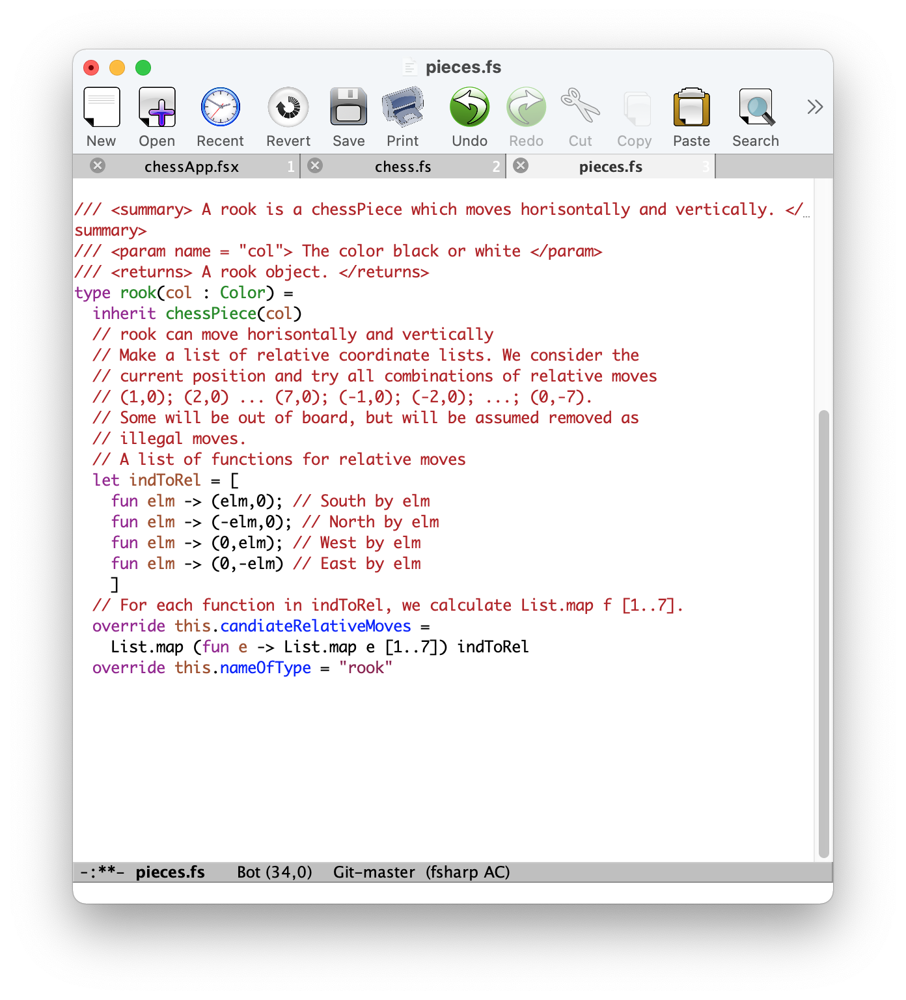 pieces.fs
New Open Recent Revert Save Print Undo Redo Cut Copy Paste Search
chessApp.fsx 1 chess.fs 2 pieces.fs 3
/// <summary> A rook is a chessPiece which moves horisontally and vertically. </…
summary>
/// <param name = "col"> The color black or white </param>
/// <returns> A rook object. </returns>
type rook(col : Color) =
  inherit chessPiece(col)
  // rook can move horisontally and vertically
  // Make a list of relative coordinate lists. We consider the
  // current position and try all combinations of relative moves
  // (1,0); (2,0) ... (7,0); (-1,0); (-2,0); ...; (0,-7).
  // Some will be out of board, but will be assumed removed as
  // illegal moves.
  // A list of functions for relative moves
  let indToRel = [
    fun elm -> (elm,0); // South by elm
    fun elm -> (-elm,0); // North by elm
    fun elm -> (0,elm); // West by elm
    fun elm -> (0,-elm) // East by elm
    ]
  // For each function in indToRel, we calculate List.map f [1..7].
  override this.candiateRelativeMoves =
    List.map (fun e -> List.map e [1..7]) indToRel
  override this.nameOfType = "rook"
-:**- pieces.fs Bot (34,0) Git-master (fsharp AC)